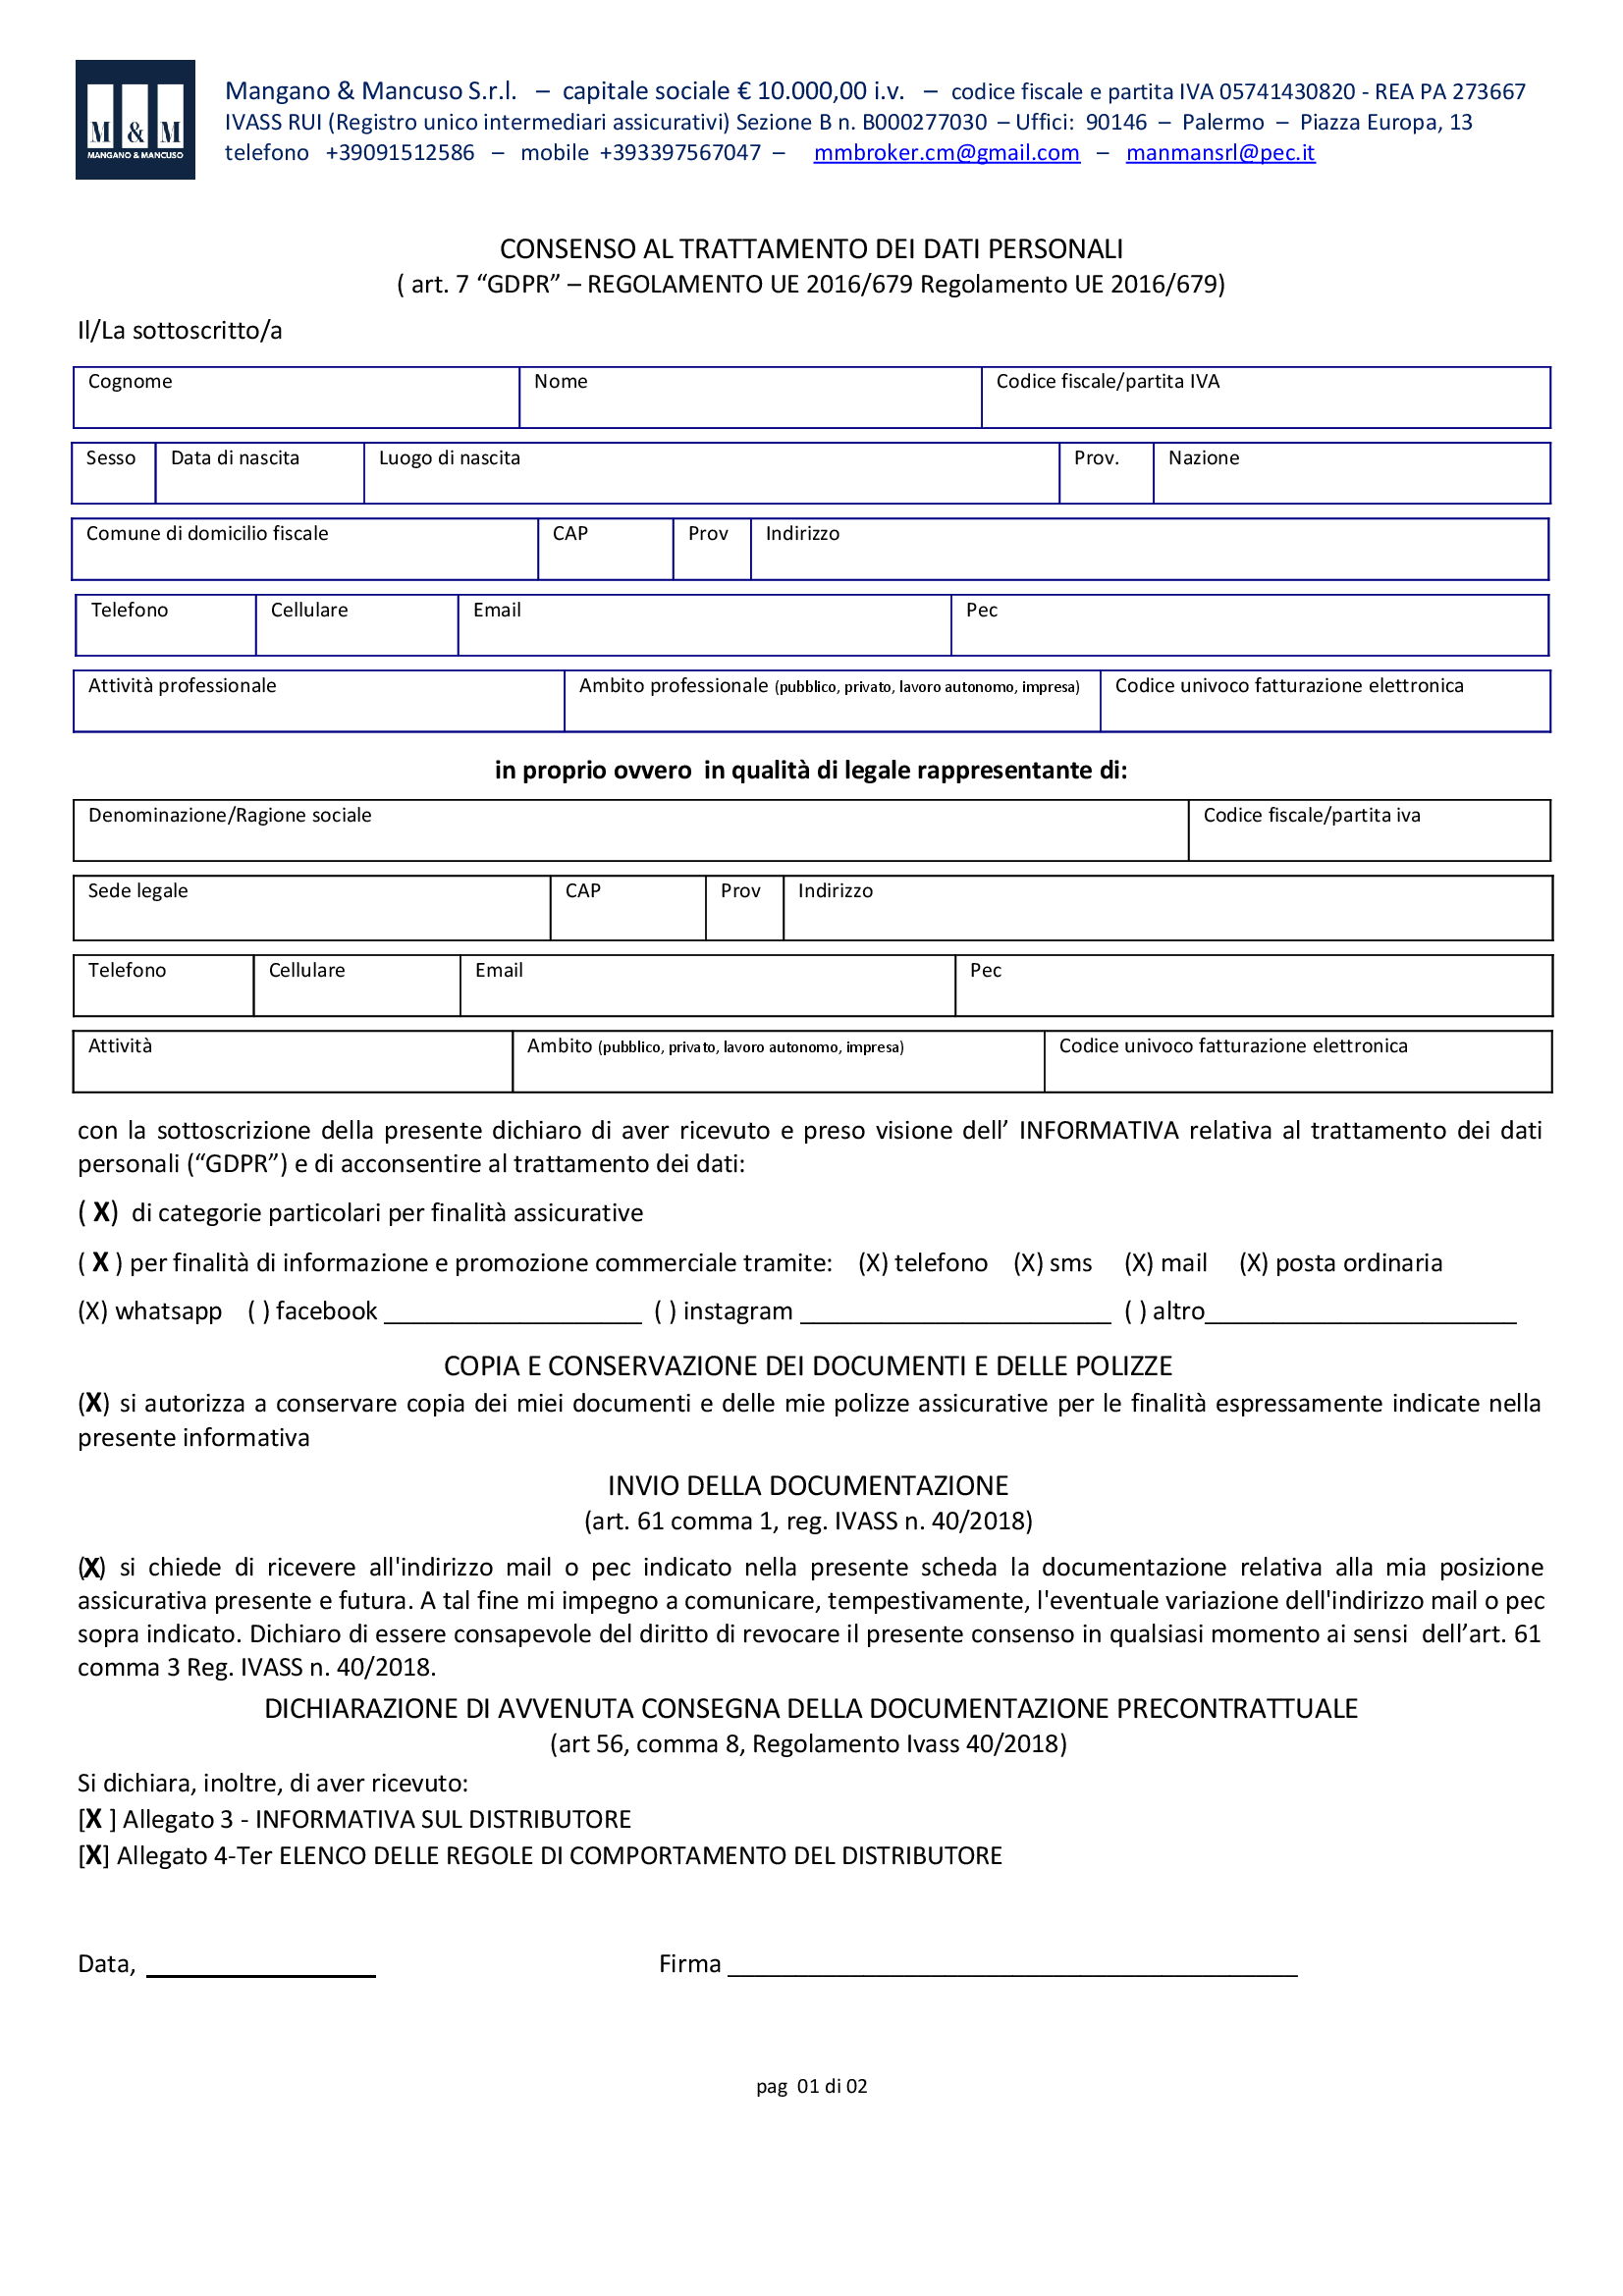 M & M
MANGANO & MANCUSO
Mangano & Mancuso S.r.l. – capitale sociale € 10.000,00 i.v. – codice fiscale e partita IVA 05741430820 - REA PA 273667
IVASS RUI (Registro unico intermediari assicurativi) Sezione B n. B000277030 – Uffici: 90146 – Palermo – Piazza Europa, 13
telefono +39091512586 – mobile +393397567047 – mmbroker.cm@gmail.com – manmansrl@pec.it
CONSENSO AL TRATTAMENTO DEI DATI PERSONALI
( art. 7 “GDPR” – REGOLAMENTO UE 2016/679 Regolamento UE 2016/679)
Il/La sottoscritto/a
Cognome Nome Codice fiscale/partita IVA
Sesso Data di nascita Luogo di nascita Prov. Nazione
Comune di domicilio fiscale CAP Prov Indirizzo
Telefono Cellulare Email Pec
Attività professionale Ambito professionale (pubblico, privato, lavoro autonomo, impresa) Codice univoco fatturazione elettronica
in proprio ovvero in qualità di legale rappresentante di:
Denominazione/Ragione sociale Codice fiscale/partita iva
Sede legale CAP Prov Indirizzo
Telefono Cellulare Email Pec
Attività Ambito (pubblico, privato, lavoro autonomo, impresa) Codice univoco fatturazione elettronica
con la sottoscrizione della presente dichiaro di aver ricevuto e preso visione dell’ INFORMATIVA relativa al trattamento dei dati
personali (“GDPR”) e di acconsentire al trattamento dei dati:
( X) di categorie particolari per finalità assicurative
( X ) per finalità di informazione e promozione commerciale tramite: (X) telefono (X) sms (X) mail (X) posta ordinaria
(X) whatsapp ( ) facebook ___________________ ( ) instagram _______________________ ( ) altro_______________________
COPIA E CONSERVAZIONE DEI DOCUMENTI E DELLE POLIZZE
(X) si autorizza a conservare copia dei miei documenti e delle mie polizze assicurative per le finalità espressamente indicate nella
presente informativa
INVIO DELLA DOCUMENTAZIONE
(art. 61 comma 1, reg. IVASS n. 40/2018)
(X) si chiede di ricevere all'indirizzo mail o pec indicato nella presente scheda la documentazione relativa alla mia posizione
assicurativa presente e futura. A tal fine mi impegno a comunicare, tempestivamente, l'eventuale variazione dell'indirizzo mail o pec
sopra indicato. Dichiaro di essere consapevole del diritto di revocare il presente consenso in qualsiasi momento ai sensi dell’art. 61
comma 3 Reg. IVASS n. 40/2018.
DICHIARAZIONE DI AVVENUTA CONSEGNA DELLA DOCUMENTAZIONE PRECONTRATTUALE
(art 56, comma 8, Regolamento Ivass 40/2018)
Si dichiara, inoltre, di aver ricevuto:
[X ] Allegato 3 - INFORMATIVA SUL DISTRIBUTORE
[X] Allegato 4-Ter ELENCO DELLE REGOLE DI COMPORTAMENTO DEL DISTRIBUTORE
Data, _________________ Firma __________________________________________
pag 01 di 02